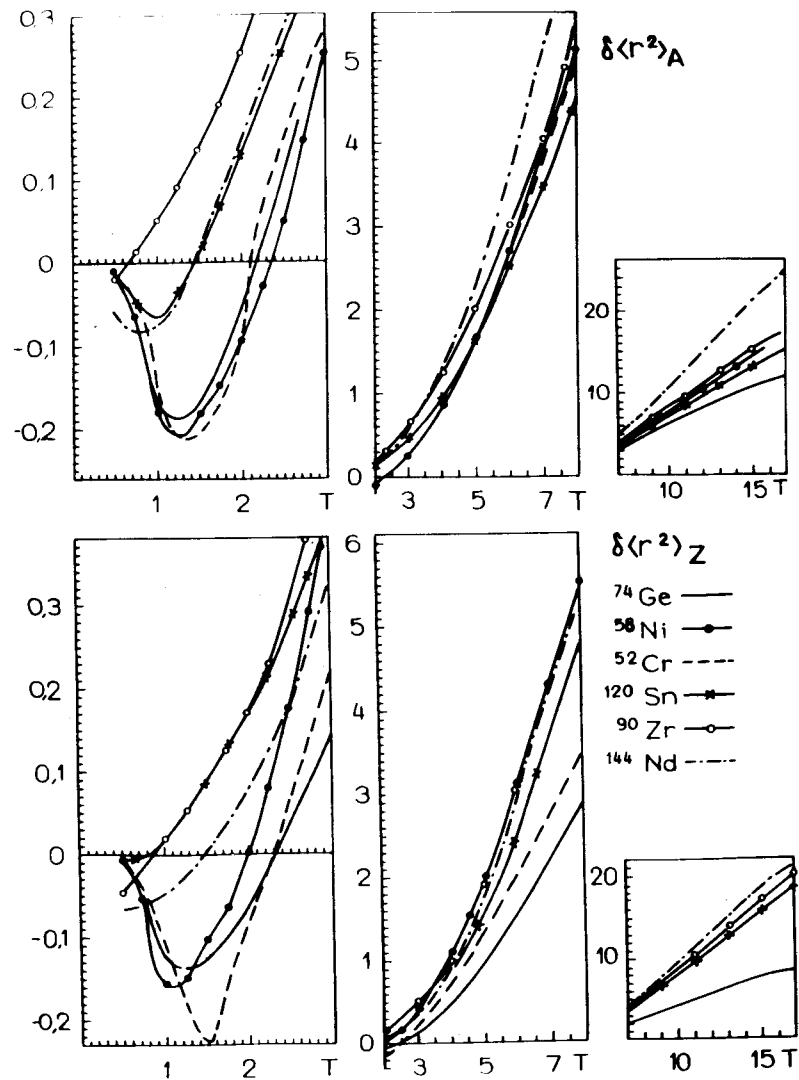 δ⟨r²⟩A
0,3
0,2
0,1
0
-0,1
-0,2
1 2 T
5
4
3
2
1
0
3 5 7 T
20
10
10 15 T
δ⟨r²⟩Z
⁷⁴Ge
⁵⁸Ni
⁵²Cr
¹²⁰Sn
⁹⁰Zr
¹⁴⁴Nd
0,3
0,2
0,1
0
-0,1
-0,2
1 2 T
6
5
4
3
2
1
0
3 5 7 T
20
10
10 15 T